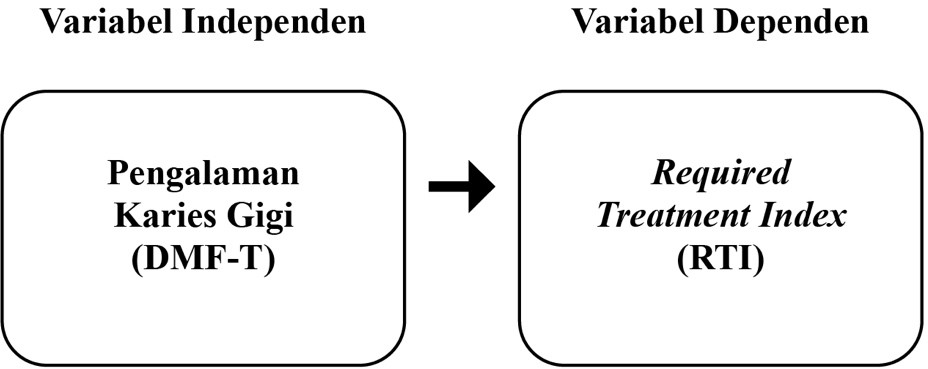 Variabel Independen
Variabel Dependen
Pengalaman
Karies Gigi
(DMF-T)
Required
Treatment Index
(RTI)